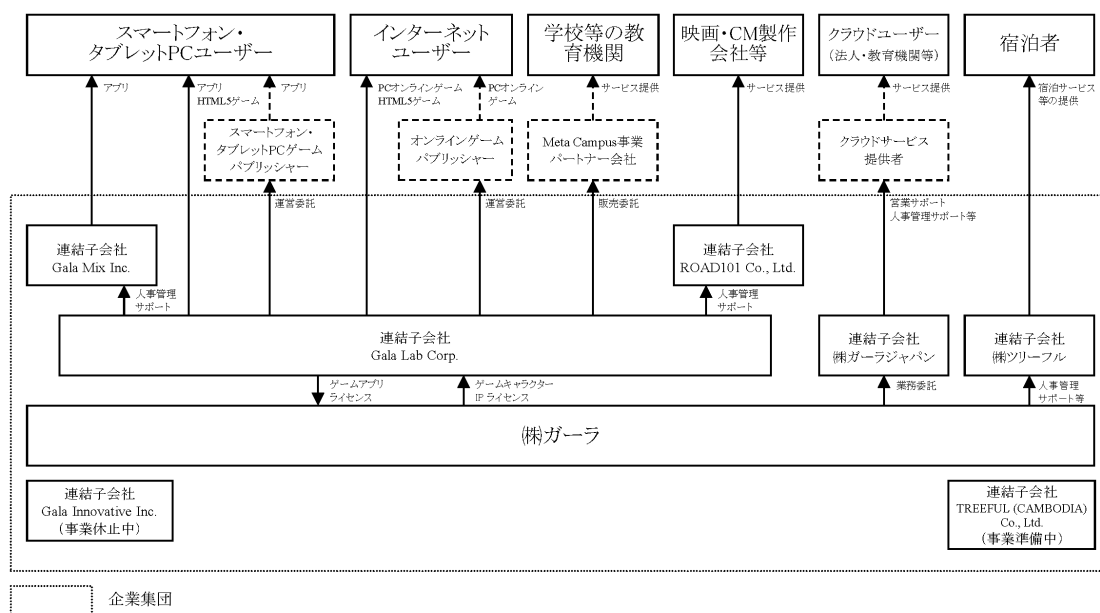 スマートフォン・
タブレットPCユーザー
インターネット
ユーザー
学校等の教
育機関
映画・CM製作
会社等
クラウドユーザー
（法人・教育機関等）
宿泊者
アプリ
アプリ
HTML5ゲーム
アプリ
PCオンラインゲーム
HTML5ゲーム
PCオンライン
ゲーム
サービス提供
サービス提供
サービス提供
宿泊サービス
等の提供
スマートフォン・
タブレットPCゲーム
パブリッシャー
オンラインゲーム
パブリッシャー
Meta Campus事業
パートナー会社
クラウドサービス
提供者
運営委託
運営委託
販売委託
営業サポート
人事管理サポート等
連結子会社
Gala Mix Inc.
連結子会社
ROAD101 Co., Ltd.
人事管理
サポート
人事管理
サポート
連結子会社
Gala Lab Corp.
連結子会社
㈱ガーラジャパン
連結子会社
㈱ツリーフル
ゲームアプリ
ライセンス
ゲームキャラクター
IPライセンス
業務委託
人事管理
サポート等
㈱ガーラ
連結子会社
Gala Innovative Inc.
（事業休止中）
連結子会社
TREEFUL (CAMBODIA)
Co., Ltd.
（事業準備中）
企業集団